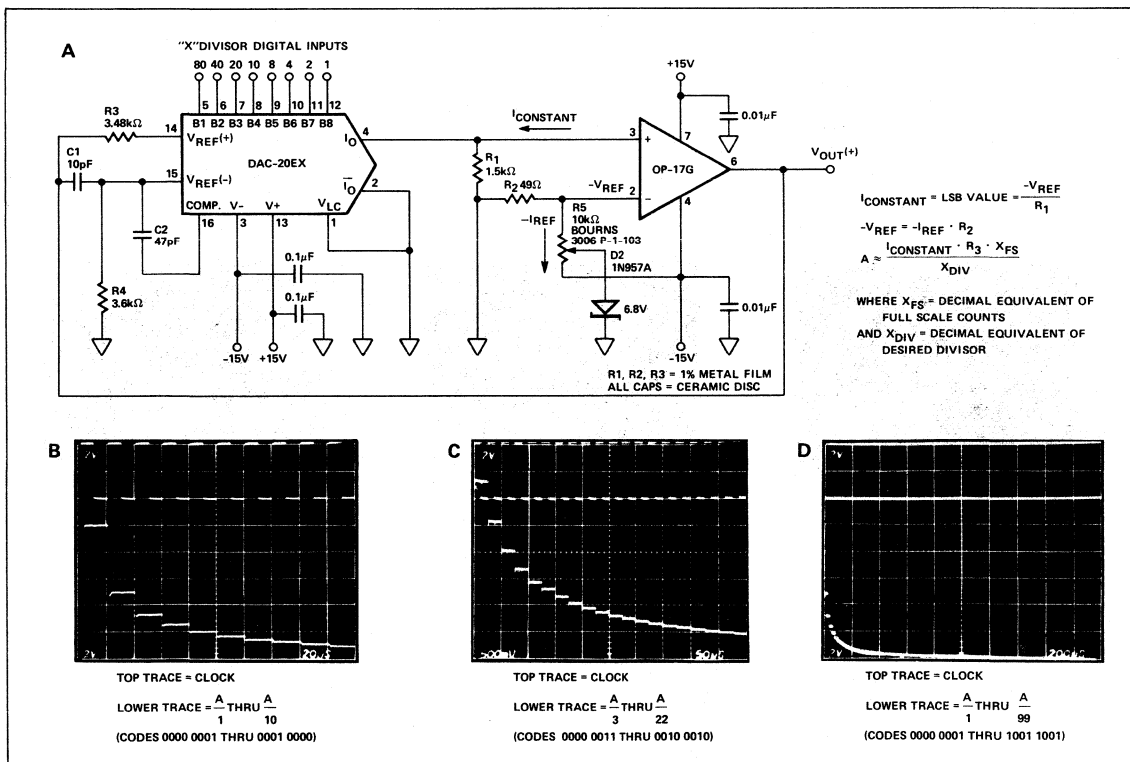 A
"X" DIVISOR DIGITAL INPUTS
80 40 20 10 8 4 2 1
5 6 7 8 9 10 11 12
B1 B2 B3 B4 B5 B6 B7 B8
R3
3.48kΩ
14
VREF(+)
C1
10pF
15
VREF(-)
DAC-20EX
IO
4
IO
2
COMP.
V-
V+
VLC
16
3
13
1
C2
47pF
R4
3.6kΩ
0.1µF
0.1µF
-15V
+15V
ICONSTANT
R1
1.5kΩ
R2 49Ω
-VREF
-IREF
R5
10kΩ
BOURNS
3006 P-1-103
D2
1N957A
6.8V
+15V
0.01µF
3
+
7
OP-17G
6
2
−
4
VOUT(+)
0.01µF
-15V
R1, R2, R3 = 1% METAL FILM
ALL CAPS = CERAMIC DISC
ICONSTANT = LSB VALUE = -VREF / R1
-VREF = -IREF · R2
A ≈ ICONSTANT · R3 · XFS / XDIV
WHERE XFS = DECIMAL EQUIVALENT OF
FULL SCALE COUNTS
AND XDIV = DECIMAL EQUIVALENT OF
DESIRED DIVISOR
B
2V
2V 20µS
TOP TRACE = CLOCK
LOWER TRACE = A/1 THRU A/10
(CODES 0000 0001 THRU 0001 0000)
C
2V
500mV 50µS
TOP TRACE = CLOCK
LOWER TRACE = A/3 THRU A/22
(CODES 0000 0011 THRU 0010 0010)
D
2V
2V 200µS
TOP TRACE = CLOCK
LOWER TRACE = A/1 THRU A/99
(CODES 0000 0001 THRU 1001 1001)